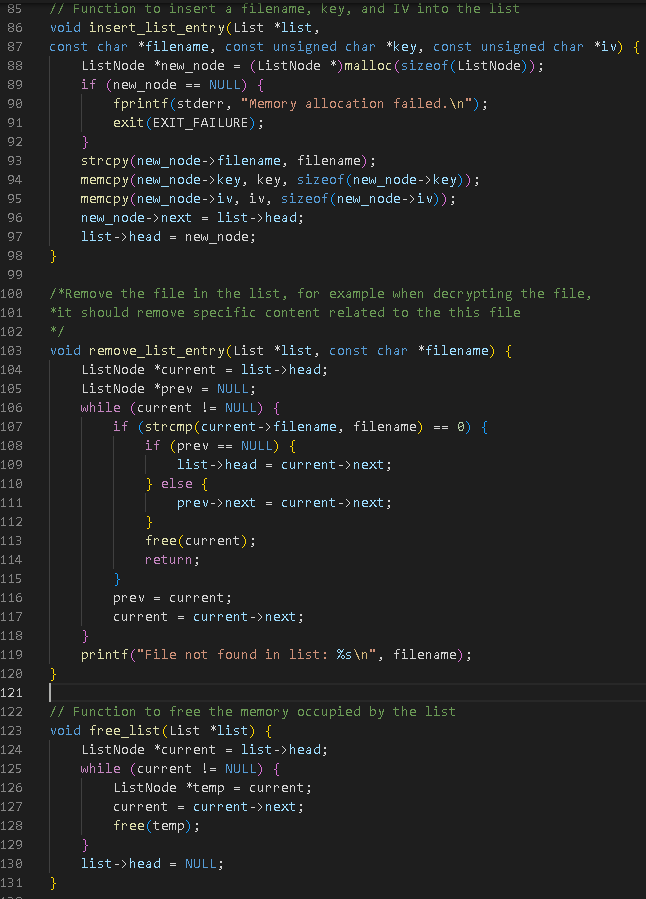 85 // Function to insert a filename, key, and IV into the list
86 void insert_list_entry(List *list,
87 const char *filename, const unsigned char *key, const unsigned char *iv) {
88     ListNode *new_node = (ListNode *)malloc(sizeof(ListNode));
89     if (new_node == NULL) {
90         fprintf(stderr, "Memory allocation failed.\n");
91         exit(EXIT_FAILURE);
92     }
93     strcpy(new_node->filename, filename);
94     memcpy(new_node->key, key, sizeof(new_node->key));
95     memcpy(new_node->iv, iv, sizeof(new_node->iv));
96     new_node->next = list->head;
97     list->head = new_node;
98 }
99
100 /*Remove the file in the list, for example when decrypting the file,
101 *it should remove specific content related to the this file
102 */
103 void remove_list_entry(List *list, const char *filename) {
104     ListNode *current = list->head;
105     ListNode *prev = NULL;
106     while (current != NULL) {
107         if (strcmp(current->filename, filename) == 0) {
108             if (prev == NULL) {
109                 list->head = current->next;
110             } else {
111                 prev->next = current->next;
112             }
113             free(current);
114             return;
115         }
116         prev = current;
117         current = current->next;
118     }
119     printf("File not found in list: %s\n", filename);
120 }
121
122 // Function to free the memory occupied by the list
123 void free_list(List *list) {
124     ListNode *current = list->head;
125     while (current != NULL) {
126         ListNode *temp = current;
127         current = current->next;
128         free(temp);
129     }
130     list->head = NULL;
131 }